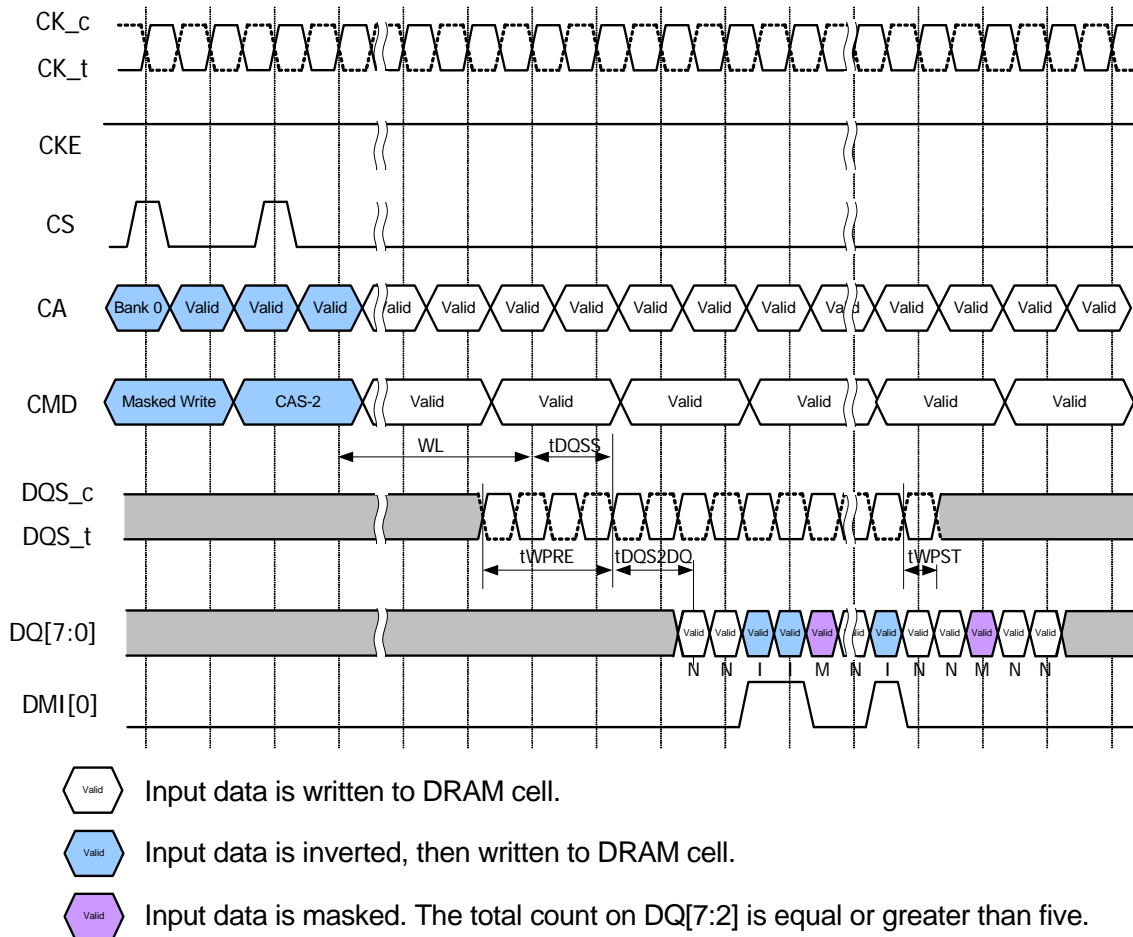 CK_c
CK_t
CKE
CS
CA
Bank 0 Valid Valid Valid alid Valid Valid Valid Valid Valid Valid Valid Valid Valid Valid Valid
CMD
Masked Write CAS-2 Valid Valid Valid Valid Valid Valid
WL tDQSS
DQS_c
DQS_t
tWPRE tDQS2DQ tWPST
DQ[7:0]
Valid Valid Valid Valid Valid Valid Valid Valid Valid Valid Valid
N N I I M N I N N M N N
DMI[0]
Valid Input data is written to DRAM cell.
Valid Input data is inverted, then written to DRAM cell.
Valid Input data is masked. The total count on DQ[7:2] is equal or greater than five.